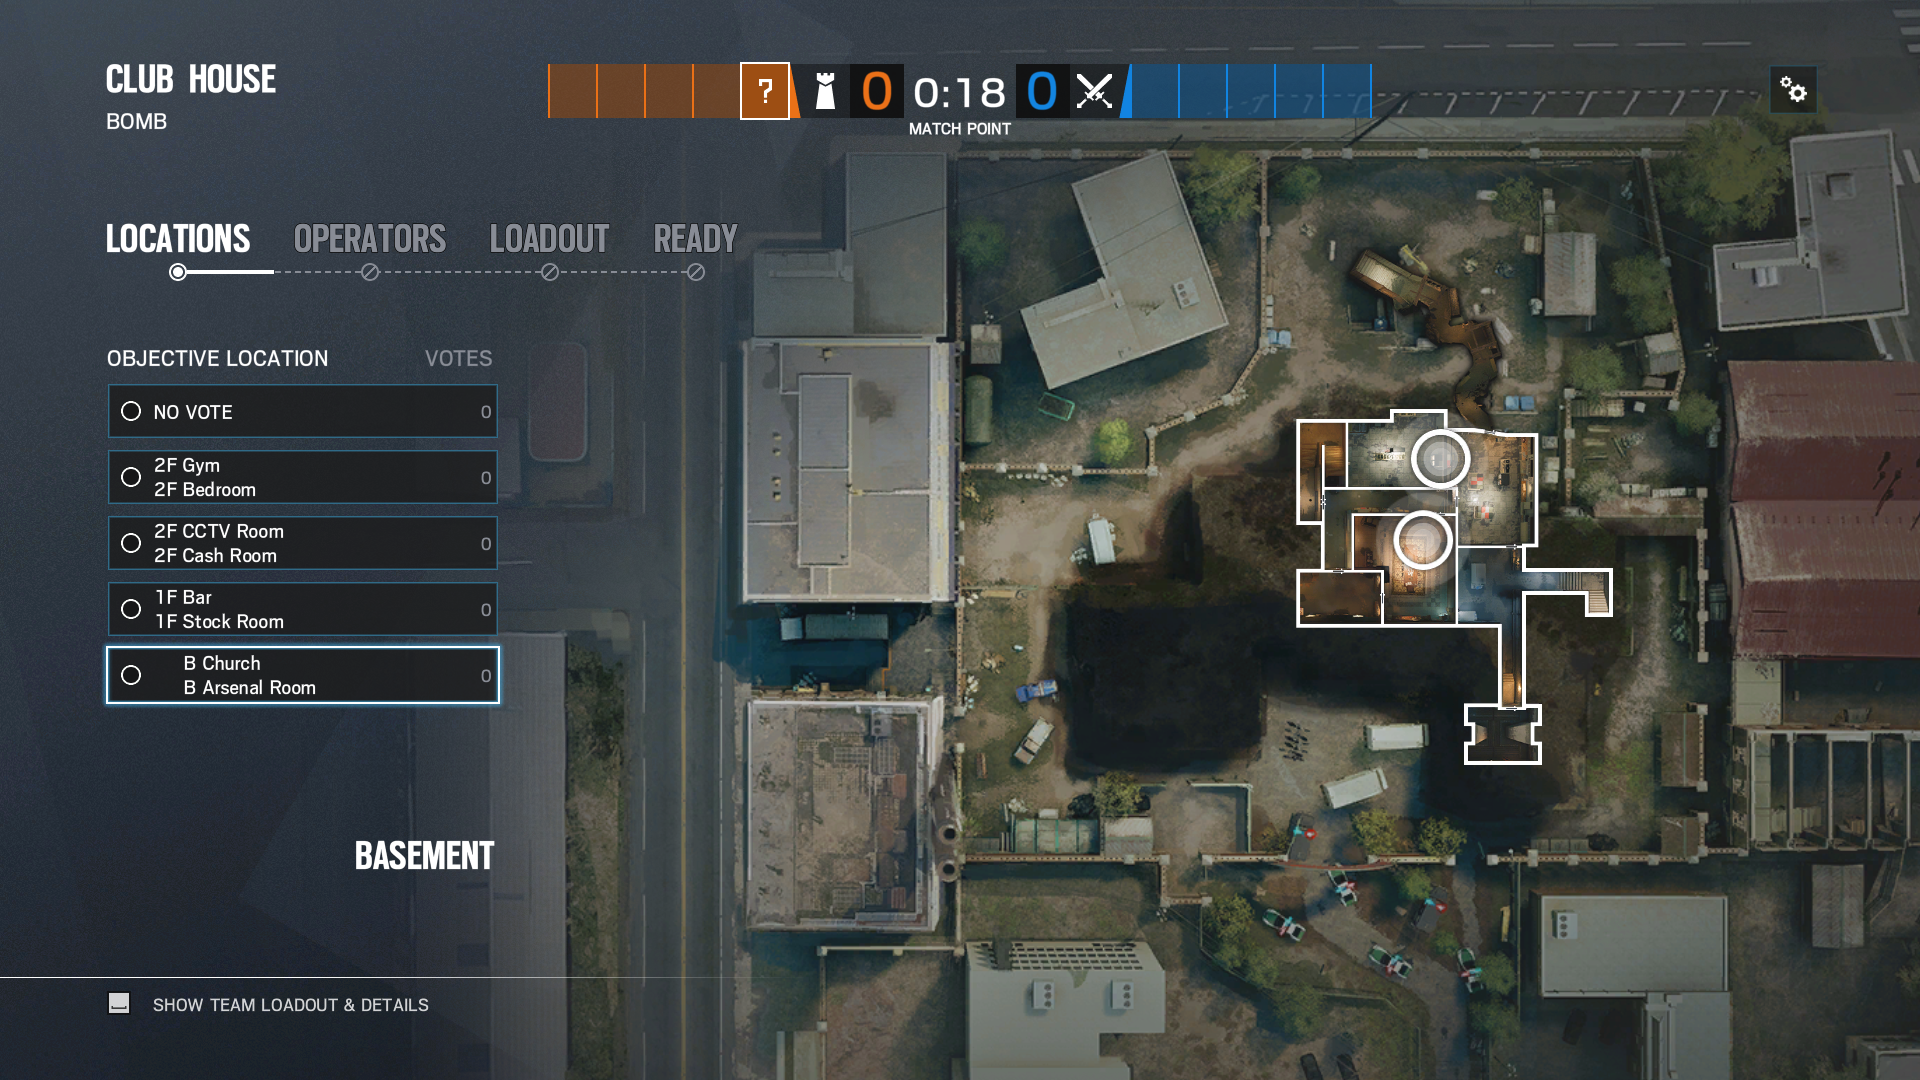 CLUB HOUSE
BOMB
?
0
0:18
0
MATCH POINT
LOCATIONS
OPERATORS
LOADOUT
READY
OBJECTIVE LOCATION
VOTES
NO VOTE
0
2F Gym
2F Bedroom
0
2F CCTV Room
2F Cash Room
0
1F Bar
1F Stock Room
0
B Church
B Arsenal Room
0
BASEMENT
SHOW TEAM LOADOUT & DETAILS